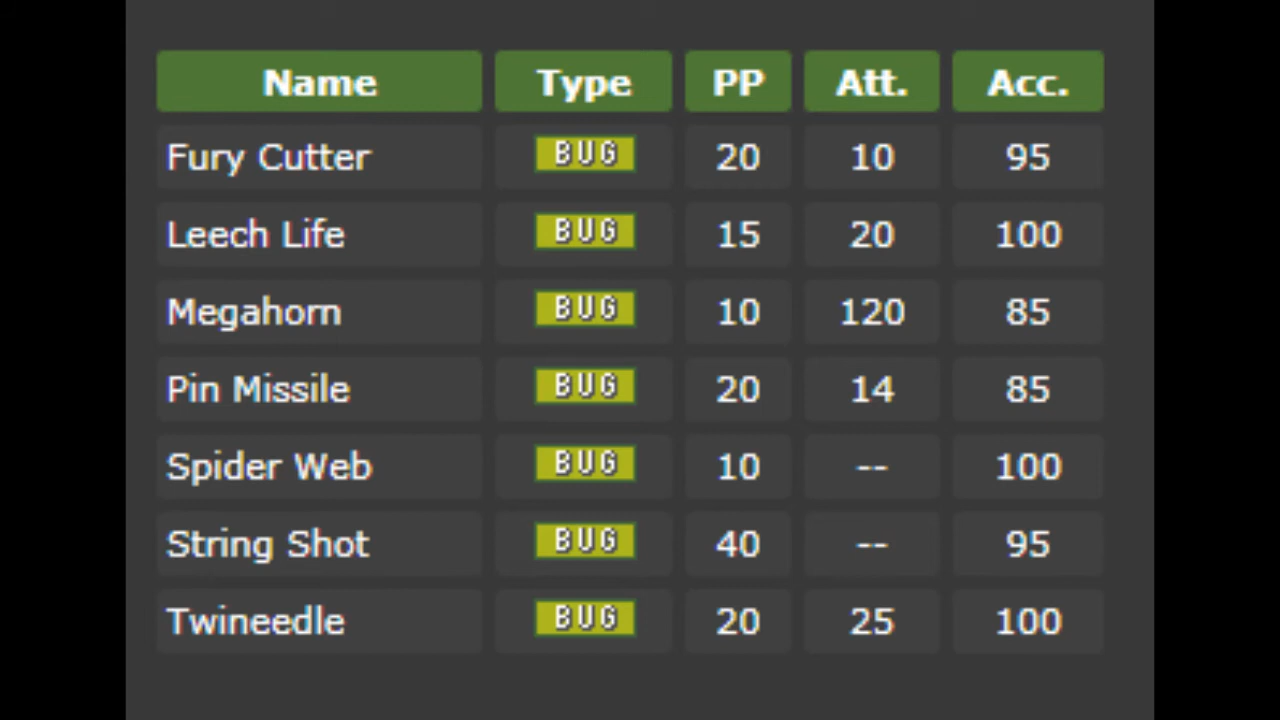 Name Type PP Att. Acc.
Fury Cutter BUG 20 10 95
Leech Life BUG 15 20 100
Megahorn BUG 10 120 85
Pin Missile BUG 20 14 85
Spider Web BUG 10 -- 100
String Shot BUG 40 -- 95
Twineedle BUG 20 25 100